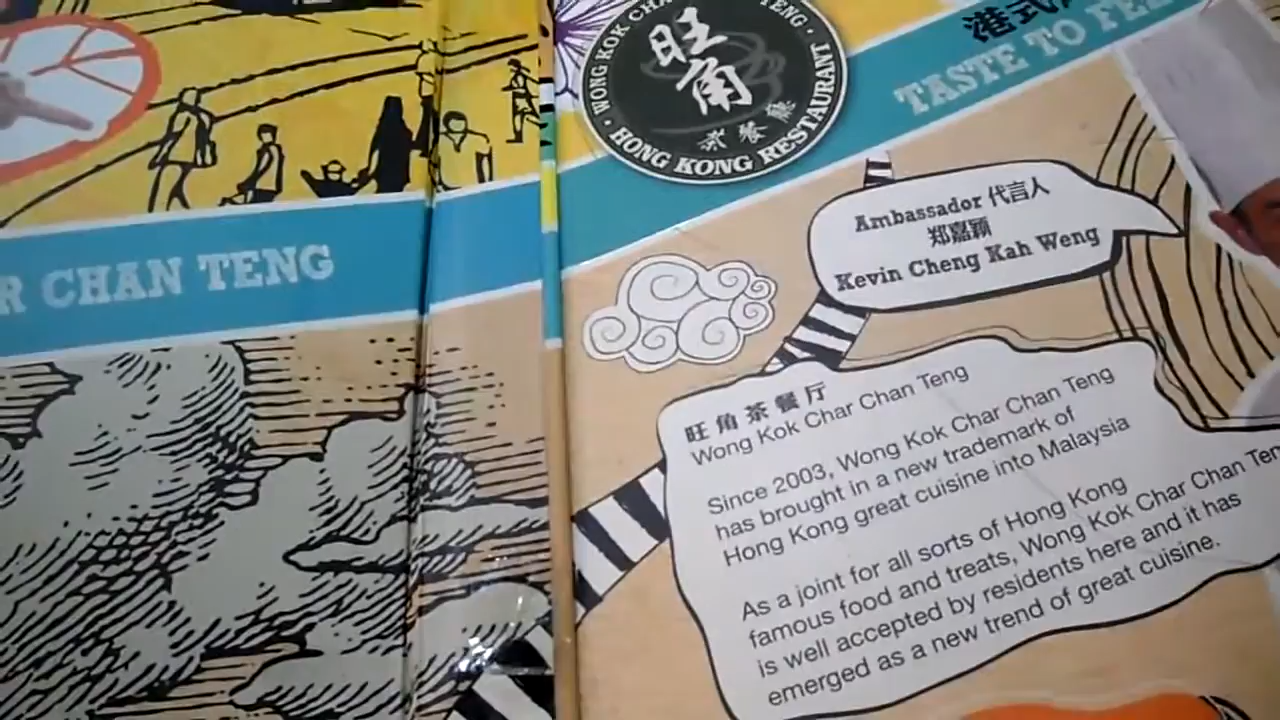 R CHAN TENG
WONG KOK CHA TENG
旺角
茶餐廳
HONG KONG RESTAURANT
港式
TASTE TO
Ambassador 代言人
郑嘉颖
Kevin Cheng Kah Weng
旺角茶餐厅
Wong Kok Char Chan Teng
Since 2003, Wong Kok Char Chan Teng
has brought in a new trademark of
Hong Kong great cuisine into Malaysia
As a joint for all sorts of Hong Kong
famous food and treats, Wong Kok Char Chan Ten
is well accepted by residents here and it has
emerged as a new trend of great cuisine.